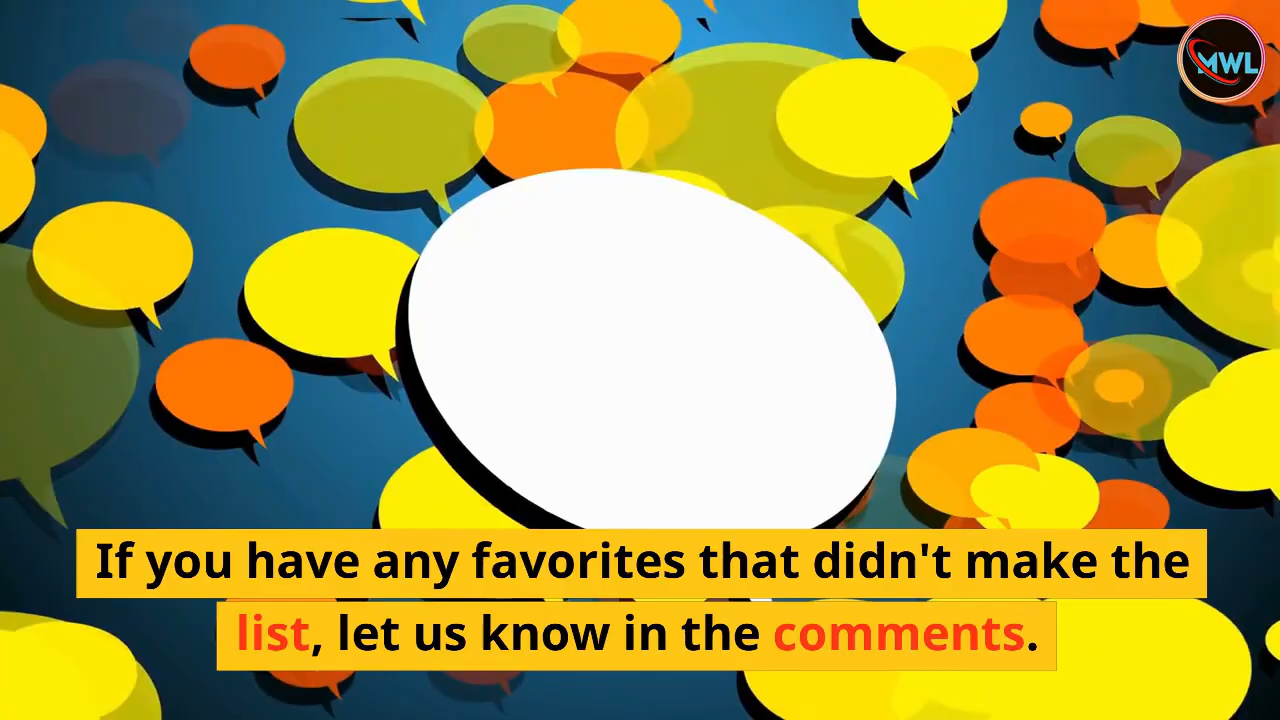 MWL
If you have any favorites that didn't make the
list, let us know in the comments.